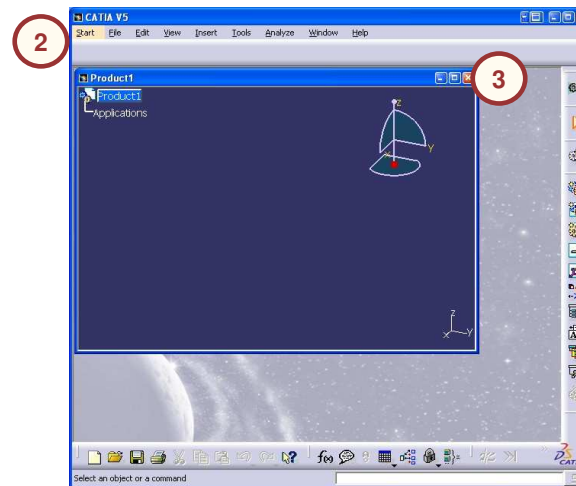 CATIA V5
2
Start File Edit View Insert Tools Analyze Window Help
Product1
3
Product1
Applications
z
x
Y
z
x
Y
f(x)
Select an object or a command